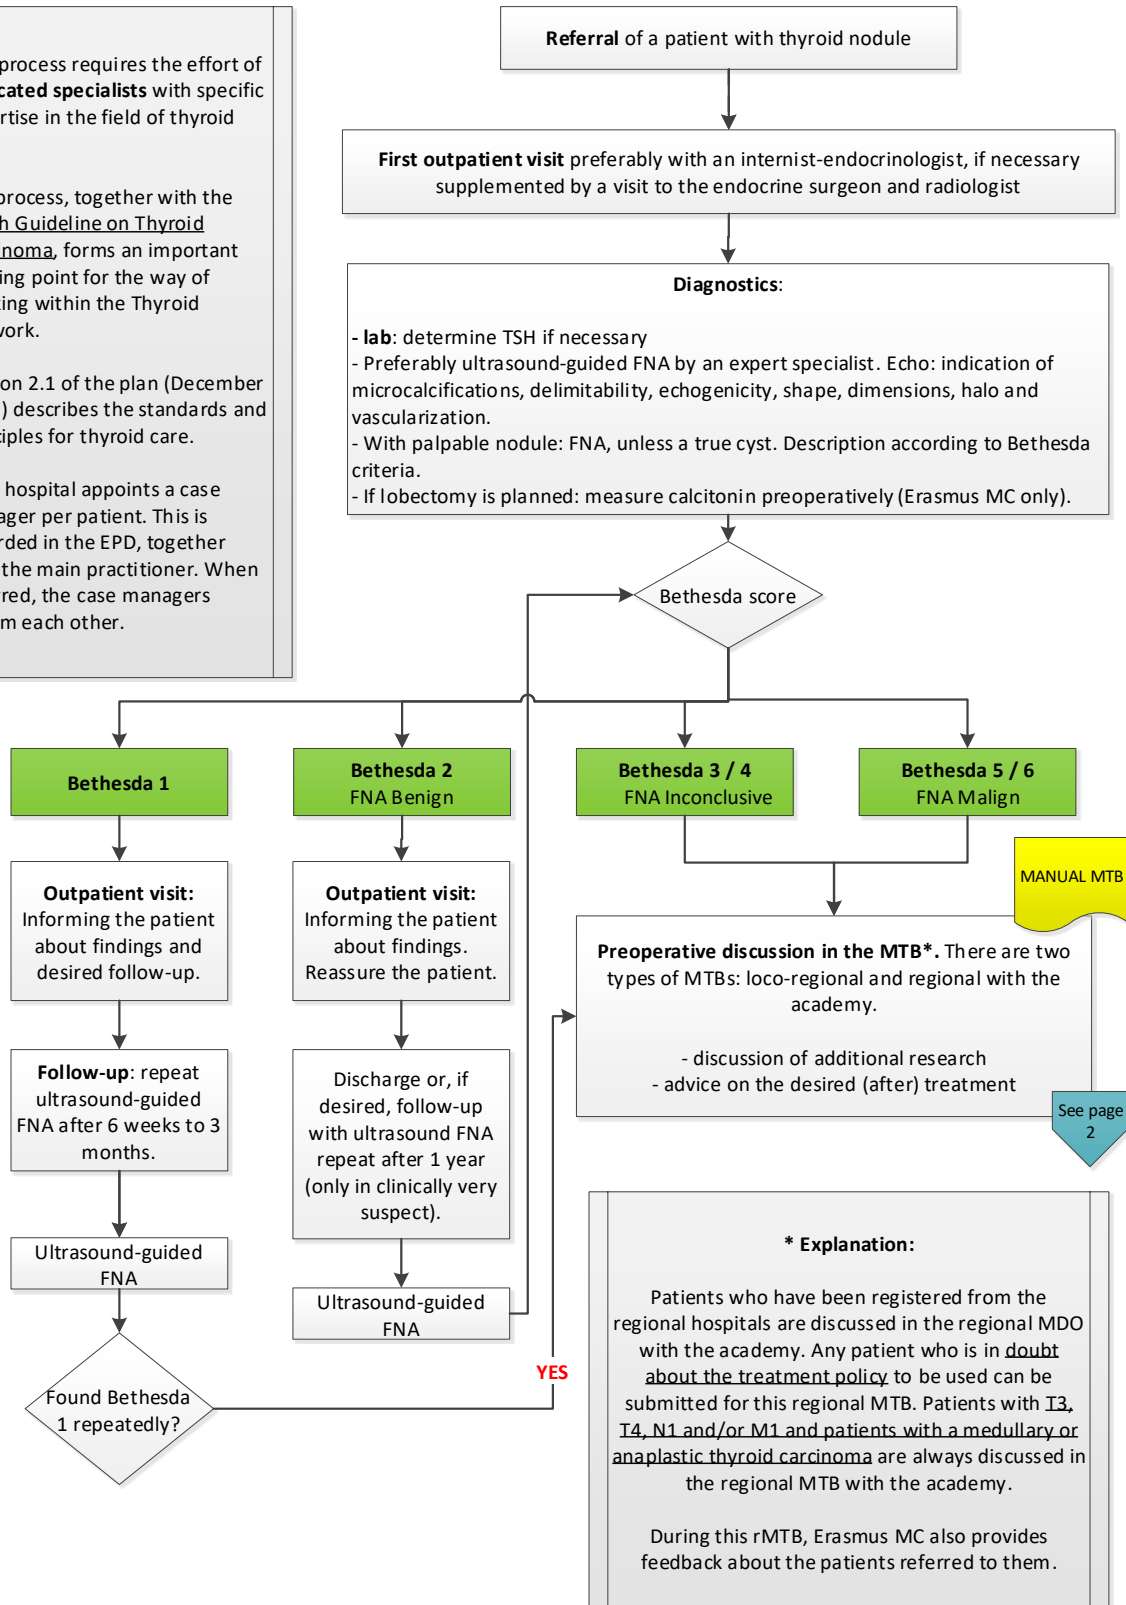 process requires the effort of
cated specialists with specific
rtise in the field of thyroid
process, together with the
h Guideline on Thyroid
inoma, forms an important
ing point for the way of
king within the Thyroid
work.
on 2.1 of the plan (December
) describes the standards and
ciples for thyroid care.
hospital appoints a case
ager per patient. This is
rded in the EPD, together
the main practitioner. When
rred, the case managers
m each other.
Referral of a patient with thyroid nodule
First outpatient visit preferably with an internist-endocrinologist, if necessary
supplemented by a visit to the endocrine surgeon and radiologist
Diagnostics:
- lab: determine TSH if necessary
- Preferably ultrasound-guided FNA by an expert specialist. Echo: indication of
microcalcifications, delimitability, echogenicity, shape, dimensions, halo and
vascularization.
- With palpable nodule: FNA, unless a true cyst. Description according to Bethesda
criteria.
- If lobectomy is planned: measure calcitonin preoperatively (Erasmus MC only).
Bethesda score
Bethesda 1
Bethesda 2
FNA Benign
Bethesda 3 / 4
FNA Inconclusive
Bethesda 5 / 6
FNA Malign
Outpatient visit:
Informing the patient
about findings and
desired follow-up.
Outpatient visit:
Informing the patient
about findings.
Reassure the patient.
MANUAL MTB
Preoperative discussion in the MTB*. There are two
types of MTBs: loco-regional and regional with the
academy.
- discussion of additional research
- advice on the desired (after) treatment
See page
2
Follow-up: repeat
ultrasound-guided
FNA after 6 weeks to 3
months.
Discharge or, if
desired, follow-up
with ultrasound FNA
repeat after 1 year
(only in clinically very
suspect).
Ultrasound-guided
FNA
Ultrasound-guided
FNA
Found Bethesda
1 repeatedly?
YES
* Explanation:
Patients who have been registered from the
regional hospitals are discussed in the regional MDO
with the academy. Any patient who is in doubt
about the treatment policy to be used can be
submitted for this regional MTB. Patients with T3,
T4, N1 and/or M1 and patients with a medullary or
anaplastic thyroid carcinoma are always discussed in
the regional MTB with the academy.
During this rMTB, Erasmus MC also provides
feedback about the patients referred to them.